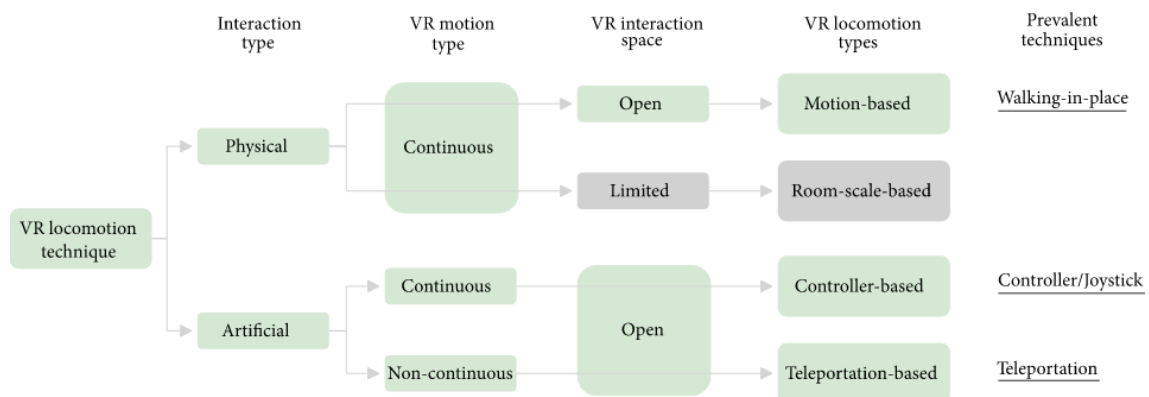 Interaction
type
VR motion
type
VR interaction
space
VR locomotion
types
Prevalent
techniques
Open
Motion-based
Walking-in-place
Physical
Continuous
Limited
Room-scale-based
VR locomotion
technique
Continuous
Controller-based
Controller/Joystick
Artificial
Open
Non-continuous
Teleportation-based
Teleportation